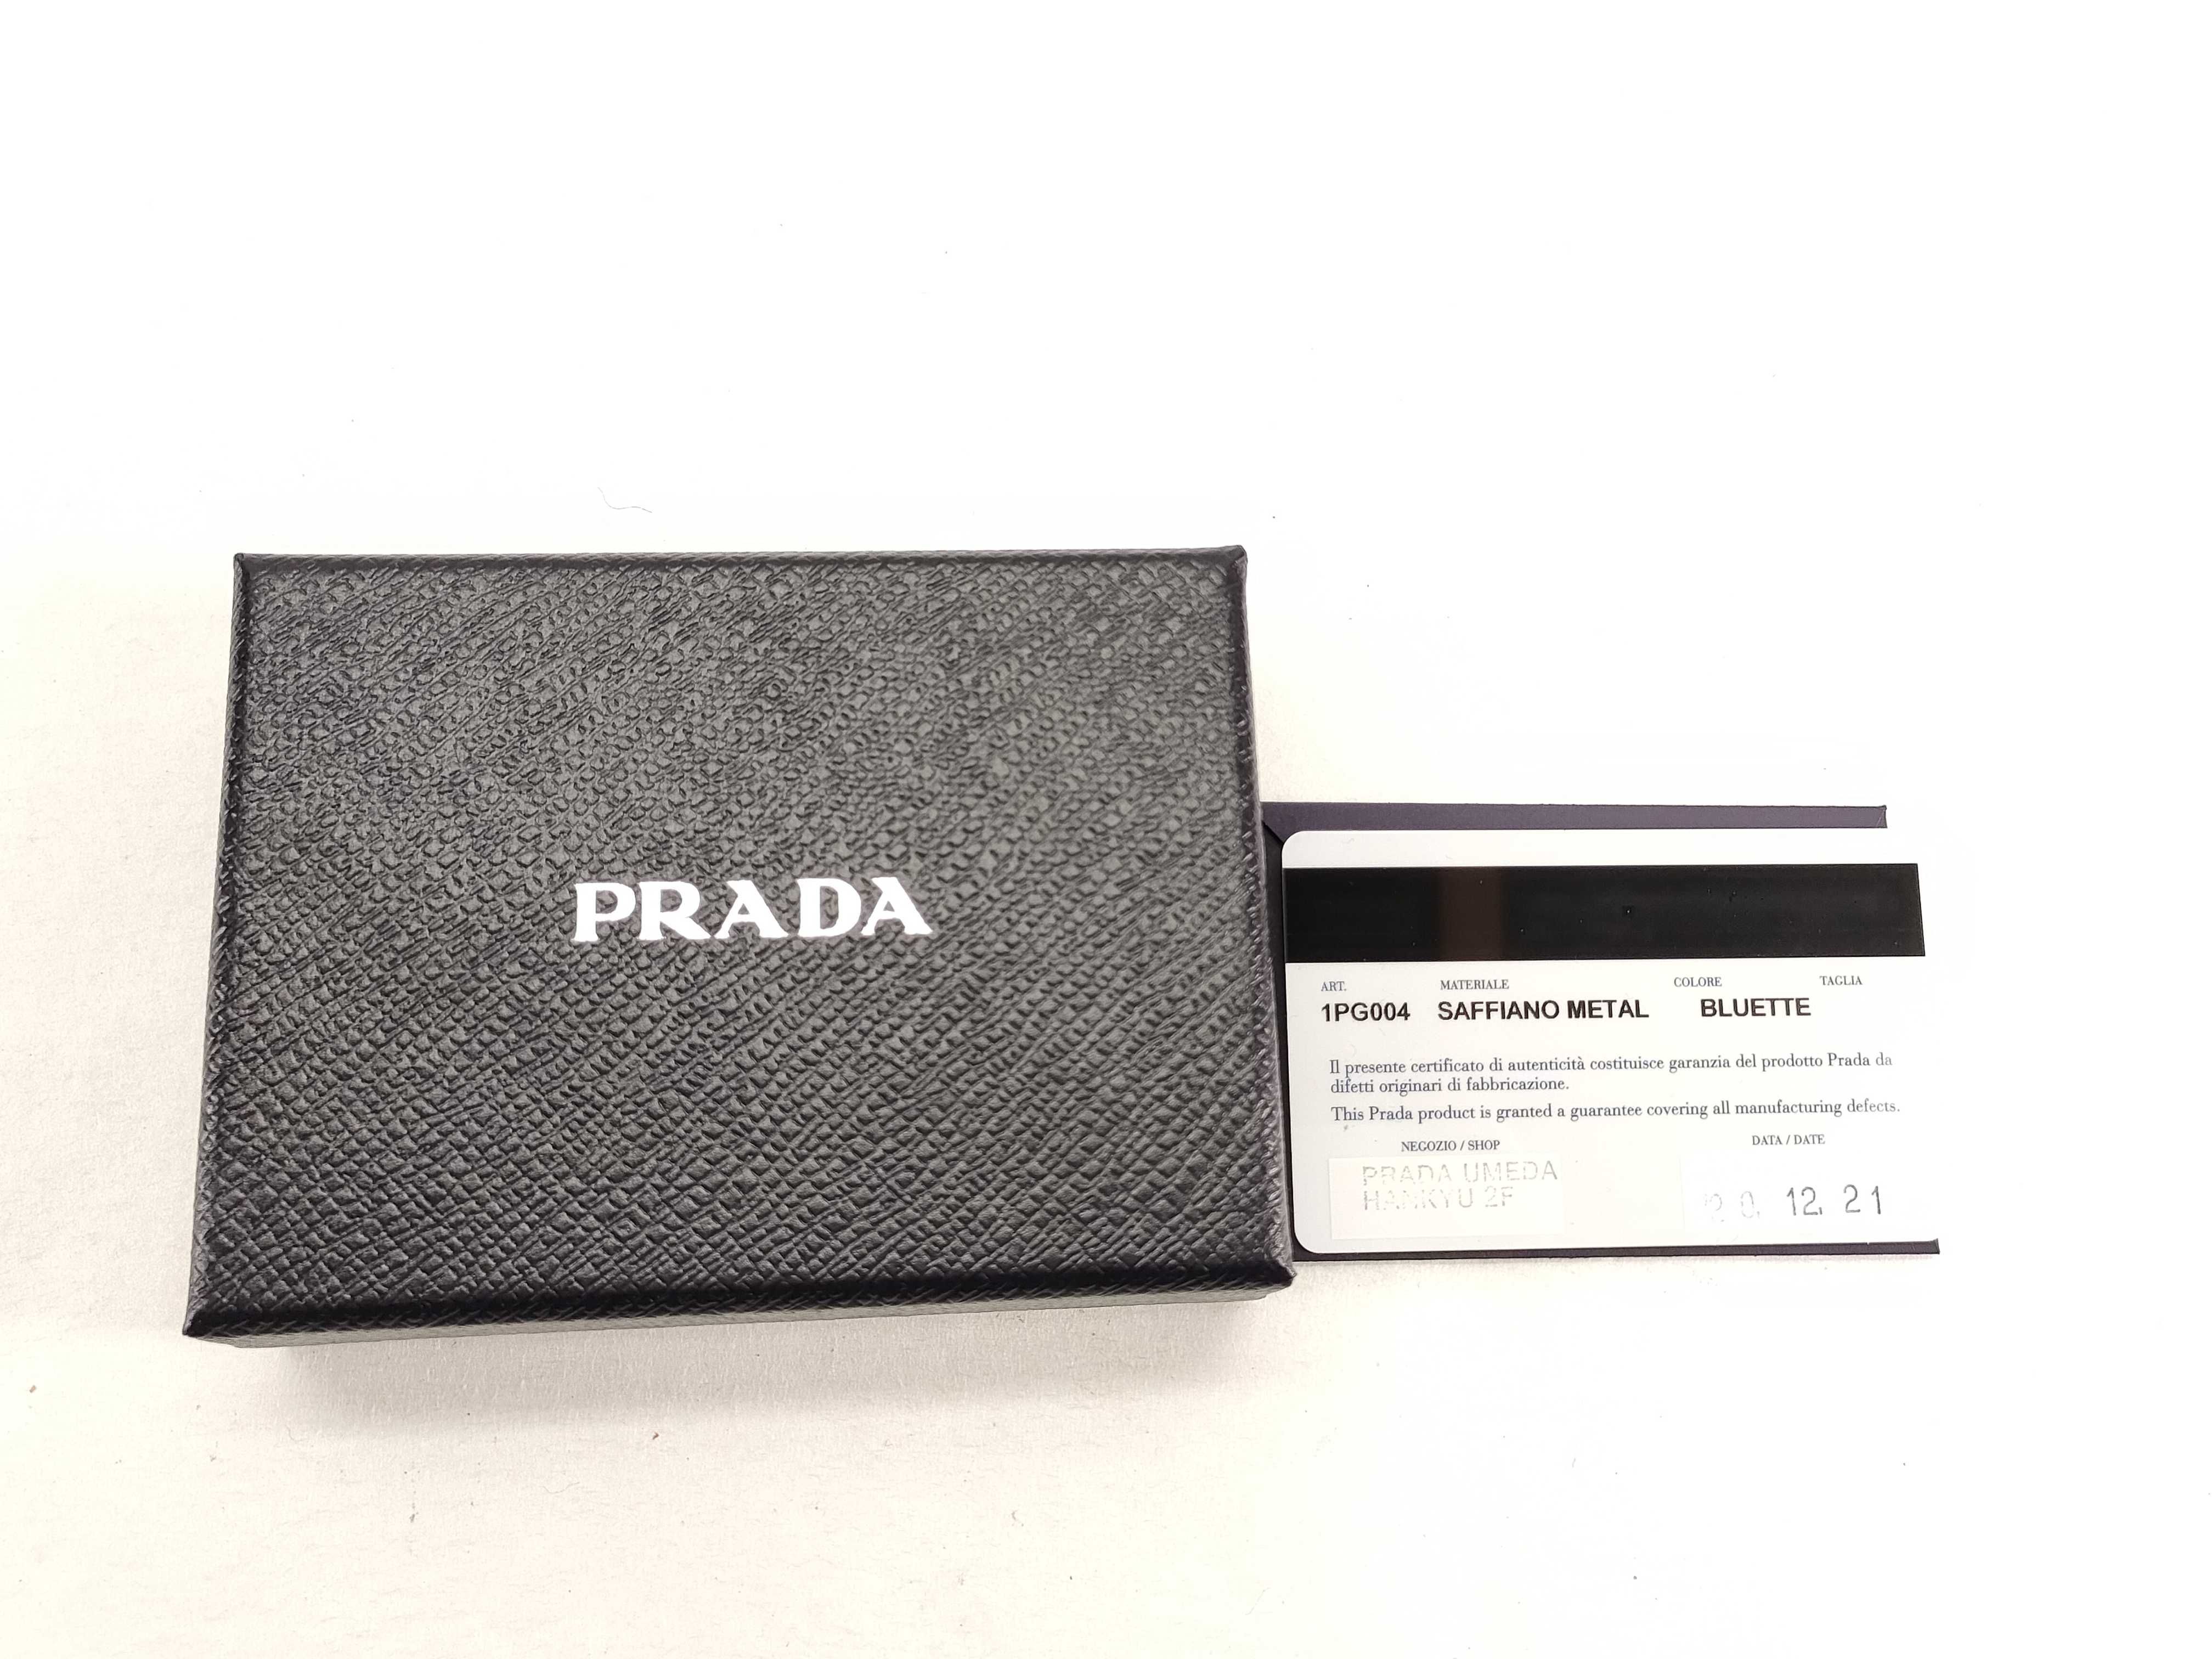 PRADA
ART. MATERIALE COLORE TAGLIA
1PG004 SAFFIANO METAL BLUETTE
Il presente certificato di autenticità costituisce garanzia del prodotto Prada da
difetti originari di fabbricazione.
This Prada product is granted a guarantee covering all manufacturing defects.
NEGOZIO / SHOP DATA / DATE
PRADA UMEDA
HANKYU 2F
20. 12. 21